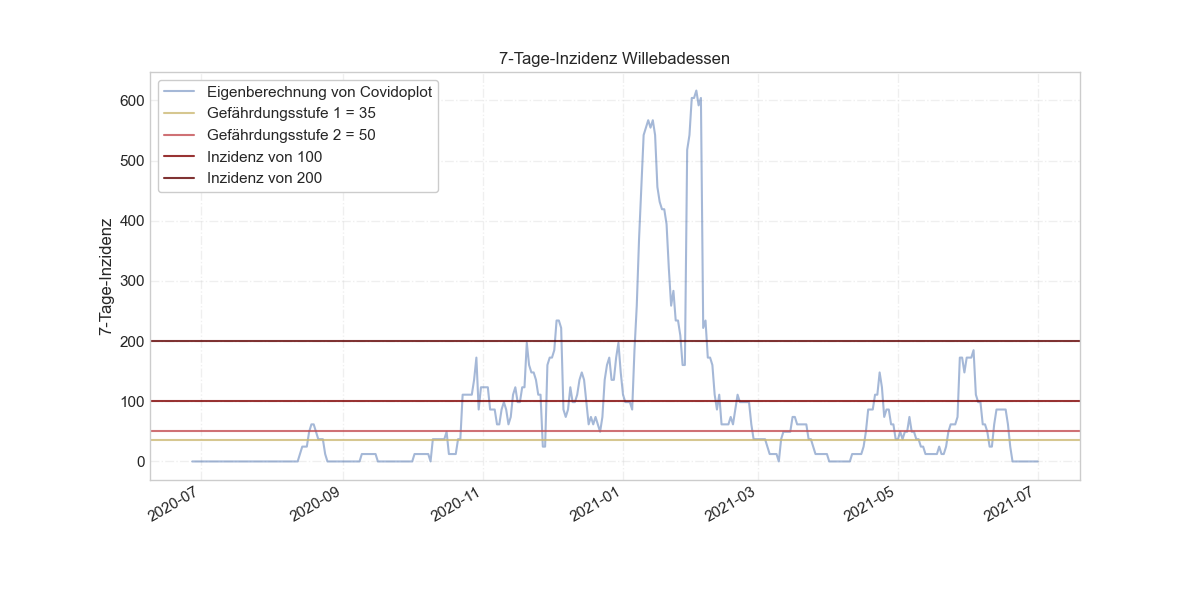 7-Tage-Inzidenz Willebadessen
Eigenberechnung von Covidoplot
Gefährdungsstufe 1 = 35
Gefährdungsstufe 2 = 50
Inzidenz von 100
Inzidenz von 200
7-Tage-Inzidenz
600
500
400
300
200
100
0
2020-07
2020-09
2020-11
2021-01
2021-03
2021-05
2021-07